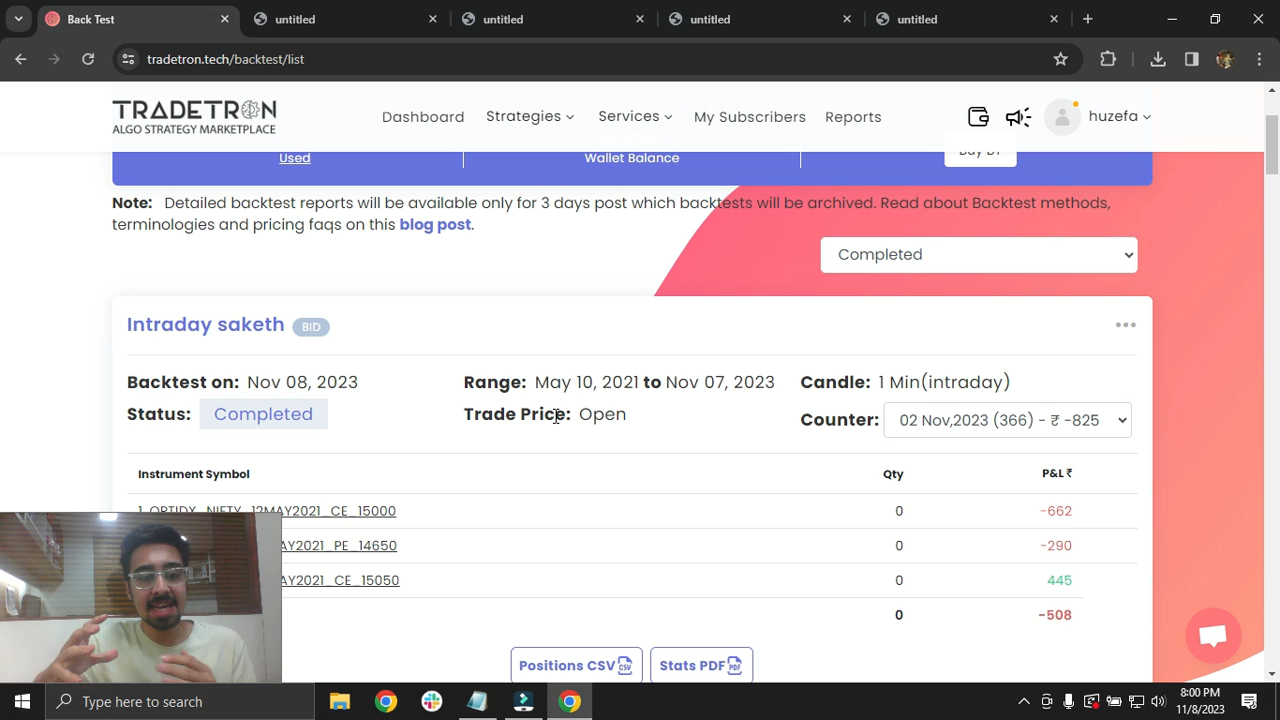 Back Test
untitled
untitled
untitled
untitled
tradetron.tech/backtest/list
TRADETRON
ALGO STRATEGY MARKETPLACE
Dashboard
Strategies
Services
My Subscribers
Reports
huzefa
Used
Wallet Balance
Buy BT
Note: Detailed backtest reports will be available only for 3 days post which backtests will be archived. Read about Backtest methods,
terminologies and pricing faqs on this blog post.
Completed
Intraday saketh BID
Backtest on: Nov 08, 2023
Range: May 10, 2021 to Nov 07, 2023
Candle: 1 Min(intraday)
Status: Completed
Trade Price: Open
Counter: 02 Nov,2023 (366) - ₹ -825
Instrument Symbol Qty P&L ₹
1. OPTIDX_NIFTY_12MAY2021_CE_15000 0 -662
AY2021_PE_14650 0 -290
AY2021_CE_15050 0 445
0 -508
Positions CSV
Stats PDF
Type here to search
8:00 PM
11/8/2023